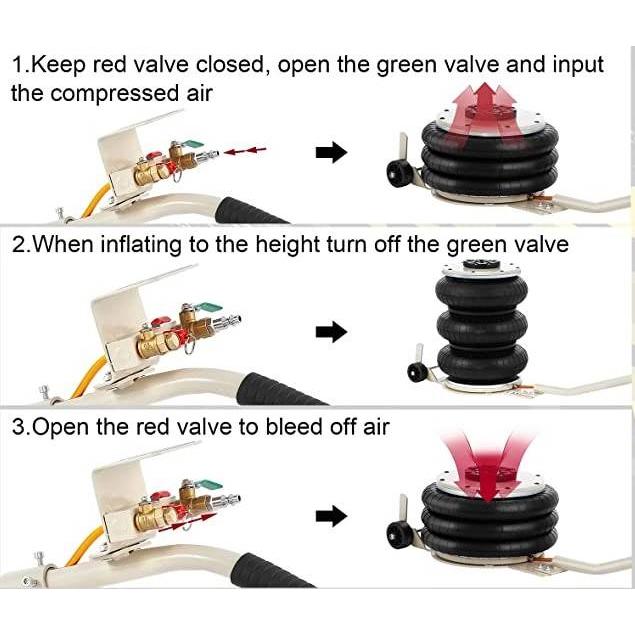 1.Keep red valve closed, open the green valve and input
the compressed air
2.When inflating to the height turn off the green valve
3.Open the red valve to bleed off air